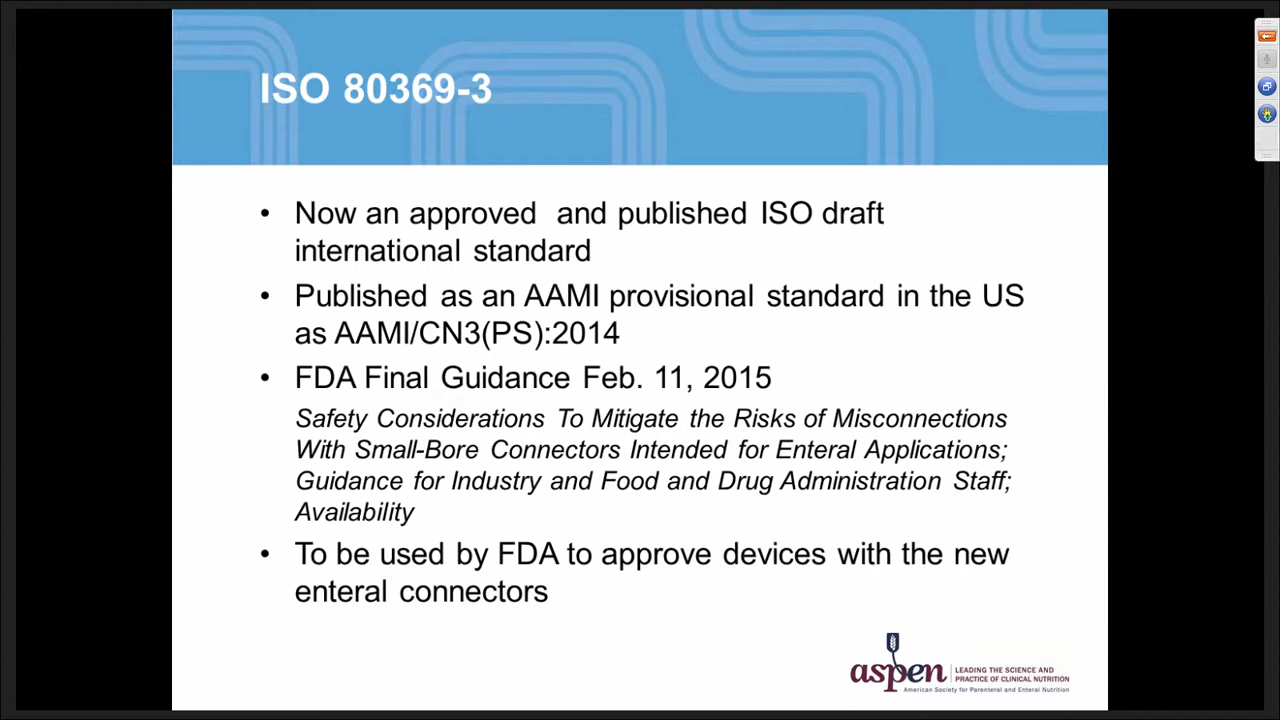 ISO 80369-3
• Now an approved and published ISO draft
international standard
• Published as an AAMI provisional standard in the US
as AAMI/CN3(PS):2014
• FDA Final Guidance Feb. 11, 2015
Safety Considerations To Mitigate the Risks of Misconnections
With Small-Bore Connectors Intended for Enteral Applications;
Guidance for Industry and Food and Drug Administration Staff;
Availability
• To be used by FDA to approve devices with the new
enteral connectors
aspen
LEADING THE SCIENCE AND
PRACTICE OF CLINICAL NUTRITION
American Society for Parenteral and Enteral Nutrition